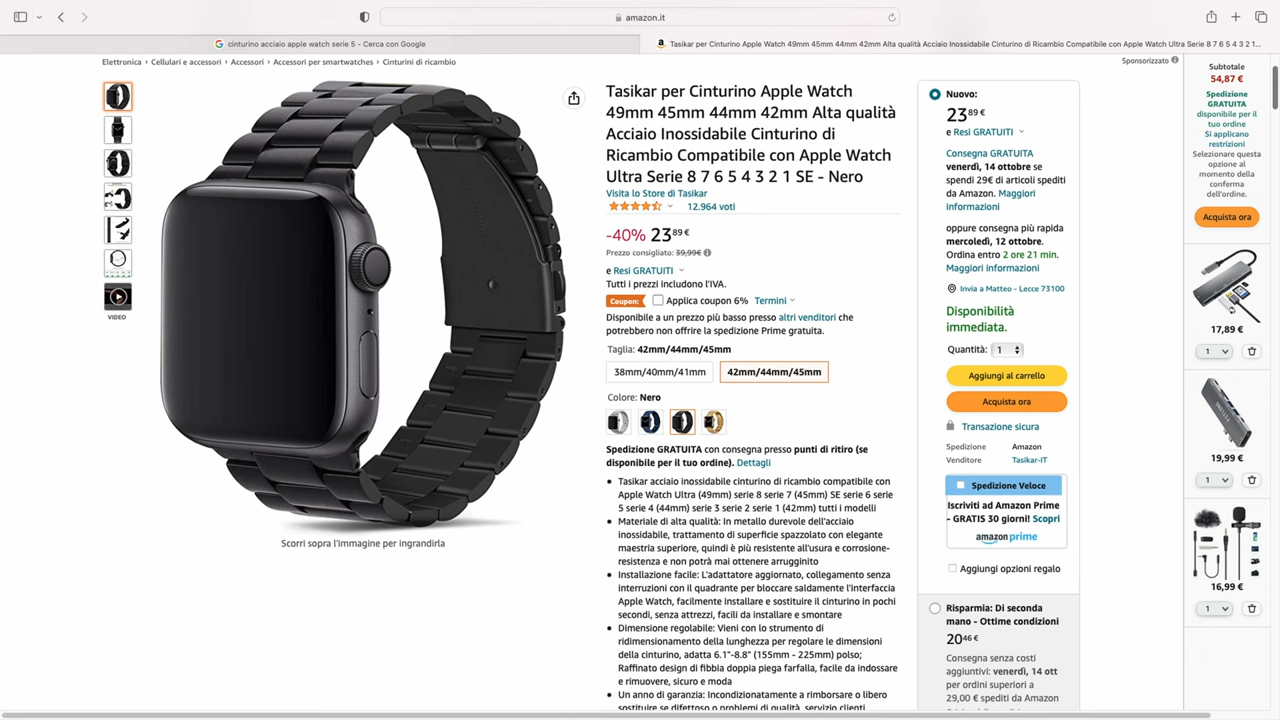 amazon.it
cinturino acciaio apple watch serie 5 - Cerca con Google
Tasikar per Cinturino Apple Watch 49mm 45mm 44mm 42mm Alta qualità Acciaio Inossidabile Cinturino di Ricambio Compatibile con Apple Watch Ultra Serie 8 7 6 5 4 3 2 1...
Elettronica › Cellulari e accessori › Accessori › Accessori per smartwatches › Cinturini di ricambio
Sponsorizzato
VIDEO
Scorri sopra l'immagine per ingrandirla
Tasikar per Cinturino Apple Watch
49mm 45mm 44mm 42mm Alta qualità
Acciaio Inossidabile Cinturino di
Ricambio Compatibile con Apple Watch
Ultra Serie 8 7 6 5 4 3 2 1 SE - Nero
Visita lo Store di Tasikar
12.964 voti
-40% 23,89 €
Prezzo consigliato: 39,99€
e Resi GRATUITI
Tutti i prezzi includono l'IVA.
Coupon: Applica coupon 6% Termini
Disponibile a un prezzo più basso presso altri venditori che
potrebbero non offrire la spedizione Prime gratuita.
Taglia: 42mm/44mm/45mm
38mm/40mm/41mm 42mm/44mm/45mm
Colore: Nero
Spedizione GRATUITA con consegna presso punti di ritiro (se
disponibile per il tuo ordine). Dettagli
• Tasikar acciaio inossidabile cinturino di ricambio compatibile con
Apple Watch Ultra (49mm) serie 8 serie 7 (45mm) SE serie 6 serie
5 serie 4 (44mm) serie 3 serie 2 serie 1 (42mm) tutti i modelli
• Materiale di alta qualità: In metallo durevole dell'acciaio
inossidabile, trattamento di superficie spazzolato con elegante
maestria superiore, quindi è più resistente all'usura e corrosione-
resistenza e non potrà mai ottenere arrugginito
• Installazione facile: L'adattatore aggiornato, collegamento senza
interruzioni con il quadrante per bloccare saldamente l'interfaccia
Apple Watch, facilmente installare e sostituire il cinturino in pochi
secondi, senza attrezzi, facili da installare e smontare
• Dimensione regolabile: Vieni con lo strumento di
ridimensionamento della lunghezza per regolare le dimensioni
della cinturino, adatta 6.1"-8.8" (155mm - 225mm) polso;
Raffinato design di fibbia doppia piega farfalla, facile da indossare
e rimuovere, sicuro e moda
• Un anno di garanzia: Incondizionatamente a rimborsare o libero
sostituire se difettoso o problemi di qualità, servizio clienti
Nuovo:
23,89 €
e Resi GRATUITI
Consegna GRATUITA
venerdì, 14 ottobre se
spendi 29€ di articoli spediti
da Amazon. Maggiori
informazioni
oppure consegna più rapida
mercoledì, 12 ottobre.
Ordina entro 2 ore 21 min.
Maggiori informazioni
Invia a Matteo - Lecce 73100
Disponibilità
immediata.
Quantità: 1
Aggiungi al carrello
Acquista ora
Transazione sicura
Spedizione Amazon
Venditore Tasikar-IT
Spedizione Veloce
Iscriviti ad Amazon Prime
- GRATIS 30 giorni! Scopri
amazon prime
Aggiungi opzioni regalo
Risparmia: Di seconda
mano - Ottime condizioni
20,46 €
Consegna senza costi
aggiuntivi: venerdì, 14 ott
per ordini superiori a
29,00 € spediti da Amazon
Subtotale
54,87 €
Spedizione
GRATUITA
disponibile per il
tuo ordine
Si applicano
restrizioni
Selezionare questa
opzione al
momento della
conferma
dell'ordine.
Acquista ora
17,89 €
1
19,99 €
1
16,99 €
1